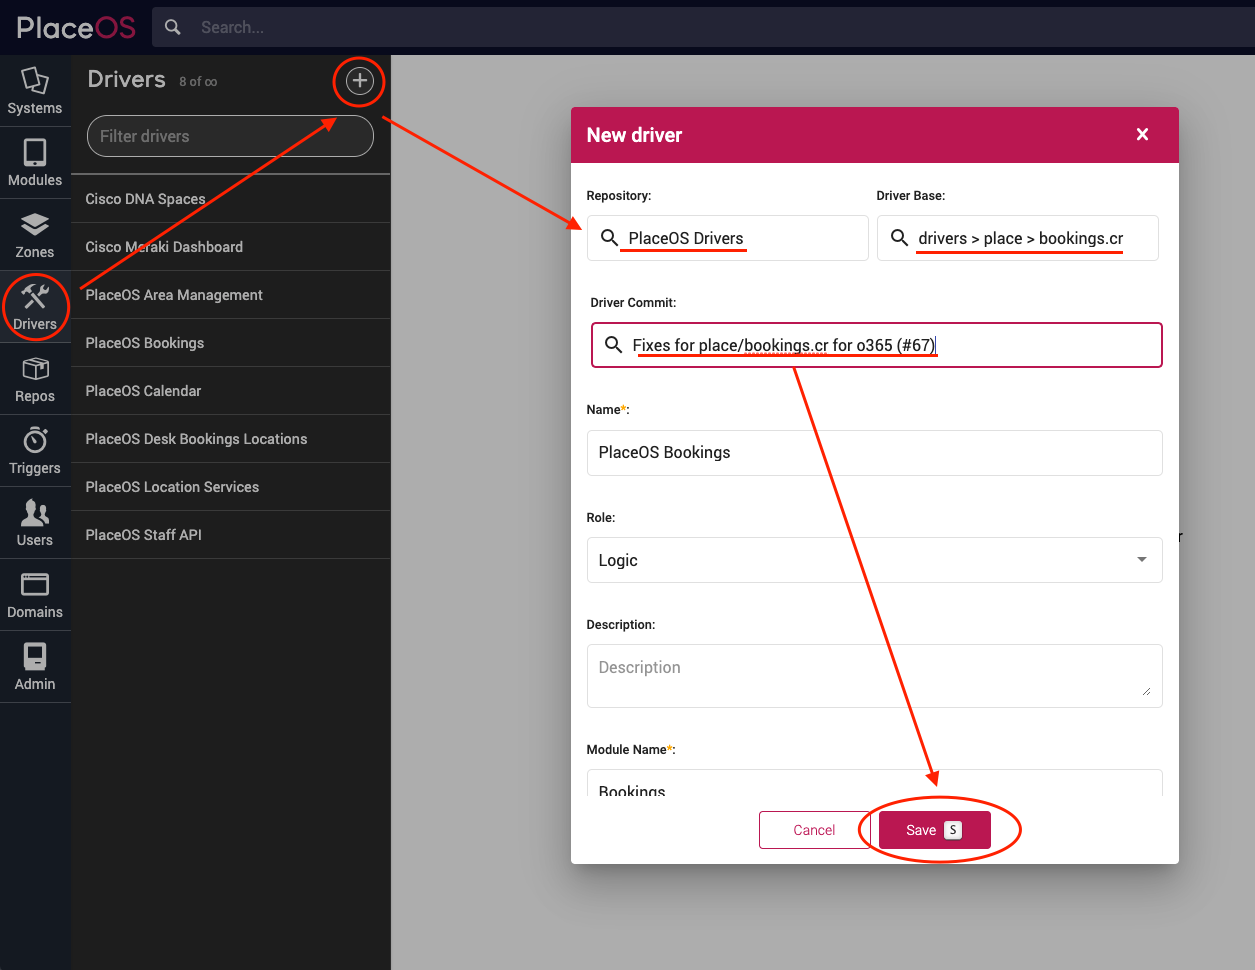 PlaceOS
Search...
Systems
Modules
Zones
Drivers
Repos
Triggers
Users
Domains
Admin
Drivers 8 of ∞
Filter drivers
Cisco DNA Spaces
Cisco Meraki Dashboard
PlaceOS Area Management
PlaceOS Bookings
PlaceOS Calendar
PlaceOS Desk Bookings Locations
PlaceOS Location Services
PlaceOS Staff API
New driver
Repository: Driver Base:
PlaceOS Drivers drivers > place > bookings.cr
Driver Commit:
Fixes for place/bookings.cr for o365 (#67)
Name*:
PlaceOS Bookings
Role:
Logic
r
Description:
Description
Module Name*:
Bookings
Cancel Save S